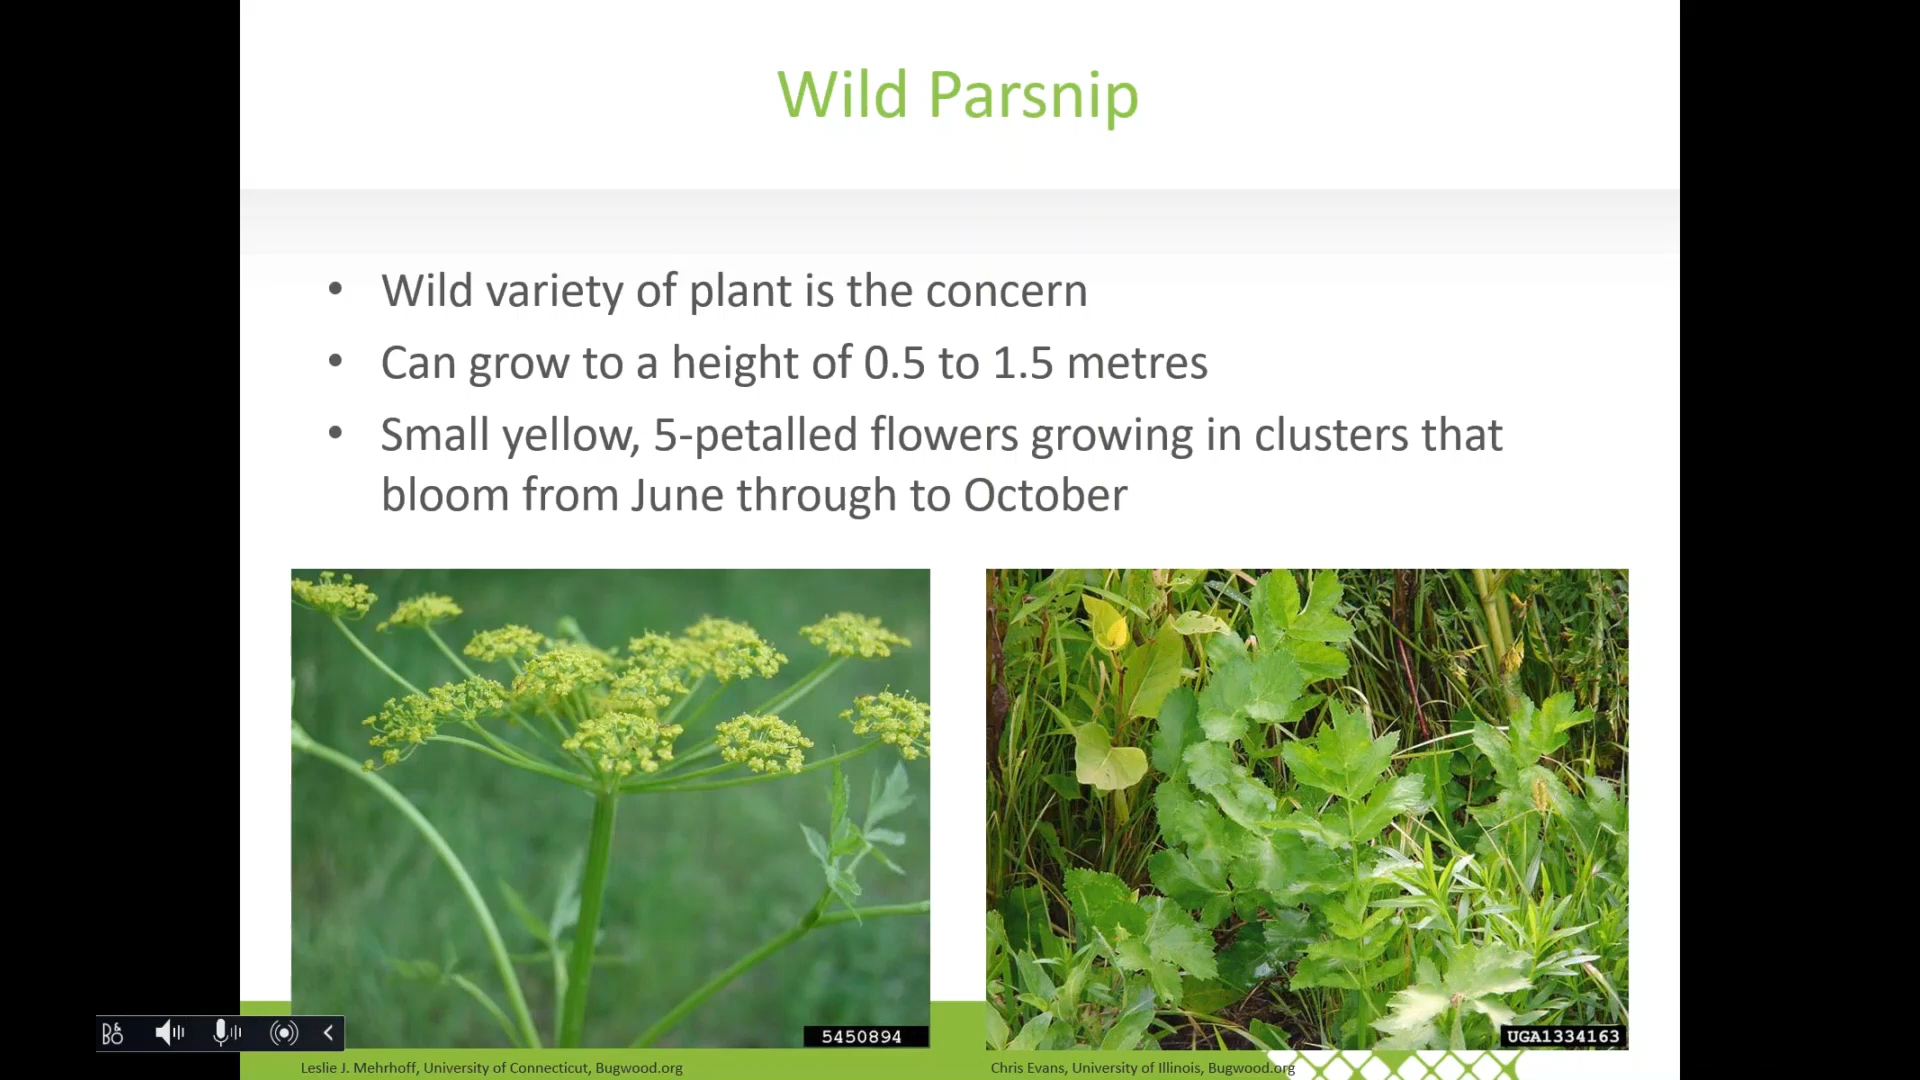 Wild Parsnip
• Wild variety of plant is the concern
• Can grow to a height of 0.5 to 1.5 metres
• Small yellow, 5-petalled flowers growing in clusters that
bloom from June through to October
5450894
UGA1334163
B&O
Leslie J. Mehrhoff, University of Connecticut, Bugwood.org
Chris Evans, University of Illinois, Bugwood.org